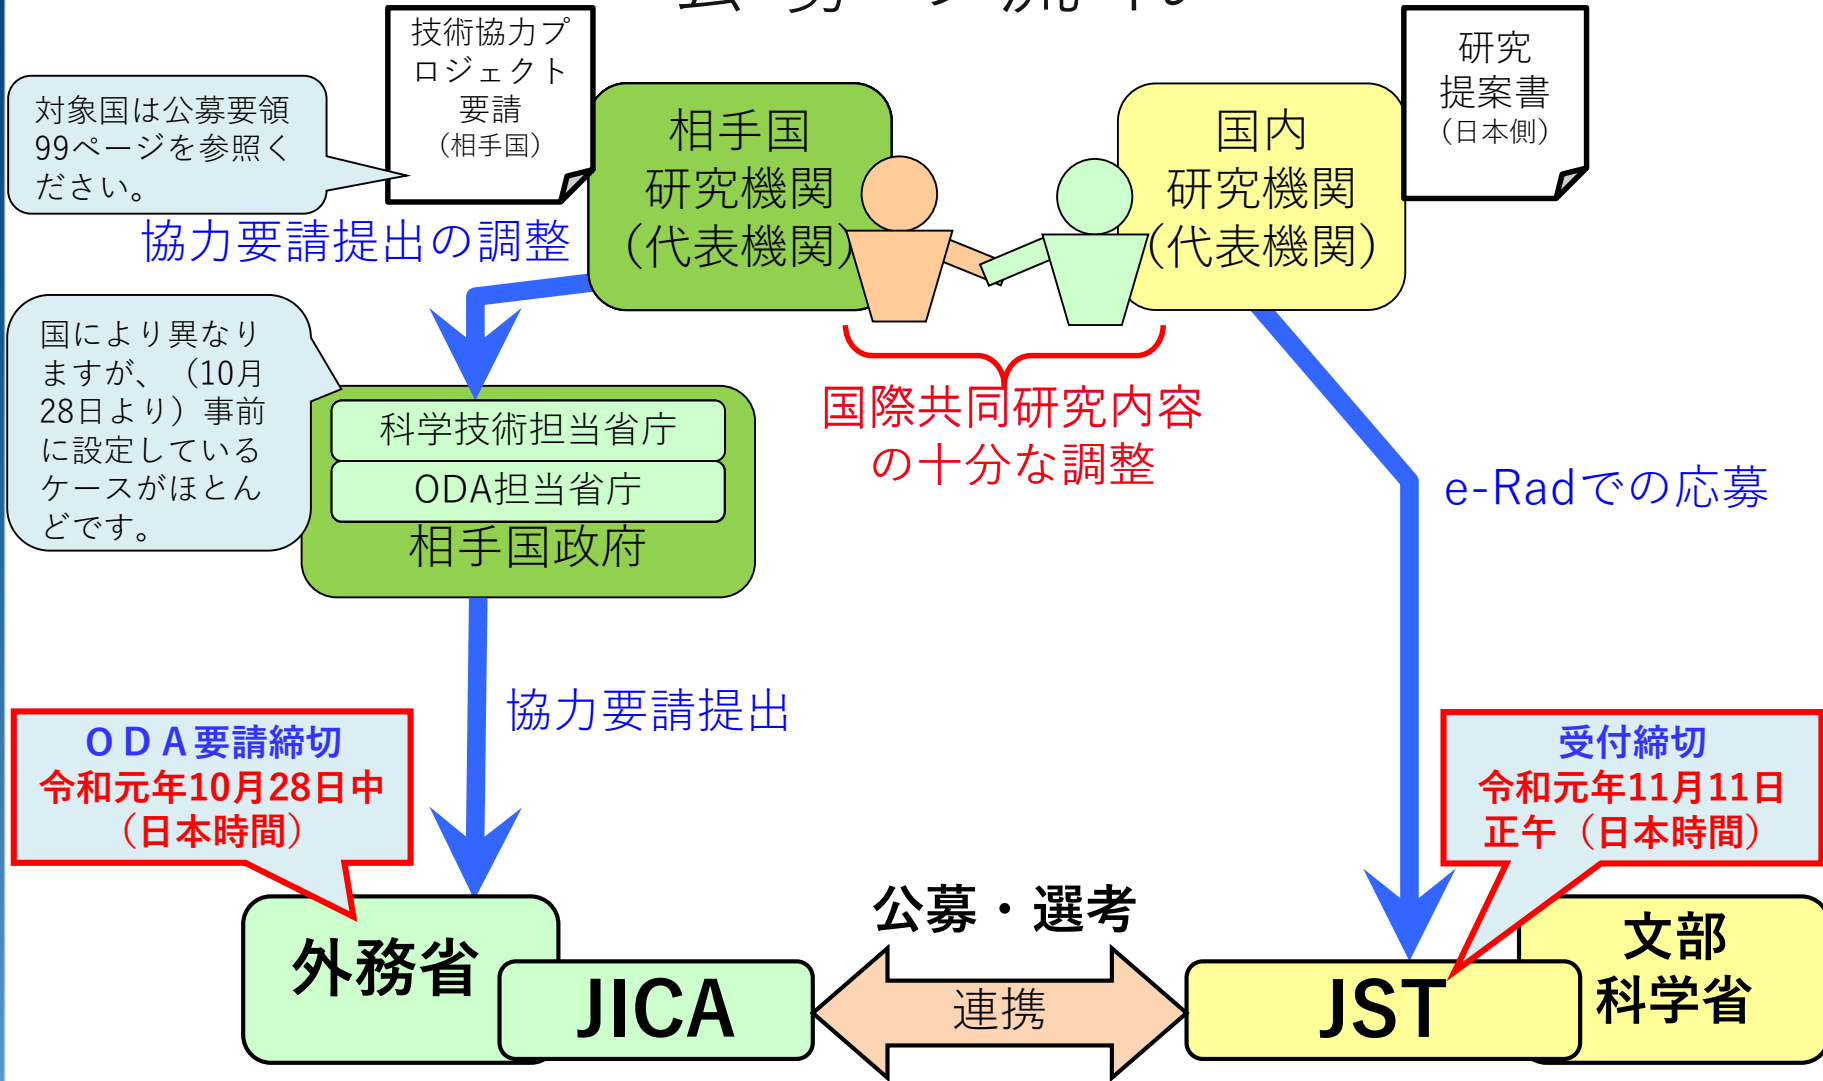 技術協力プ
ロジェクト
要請
（相手国）
研究
提案書
（日本側）
対象国は公募要領
99ページを参照く
ださい。
相手国
研究機関
（代表機関）
国内
研究機関
（代表機関）
協力要請提出の調整
国により異なり
ますが、（10月
28日より）事前
に設定している
ケースがほとん
どです。
科学技術担当省庁
ODA担当省庁
相手国政府
国際共同研究内容
の十分な調整
e-Radでの応募
協力要請提出
ＯＤＡ要請締切
令和元年10月28日中
（日本時間）
受付締切
令和元年11月11日
正午（日本時間）
公募・選考
連携
外務省
JICA
JST
文部
科学省